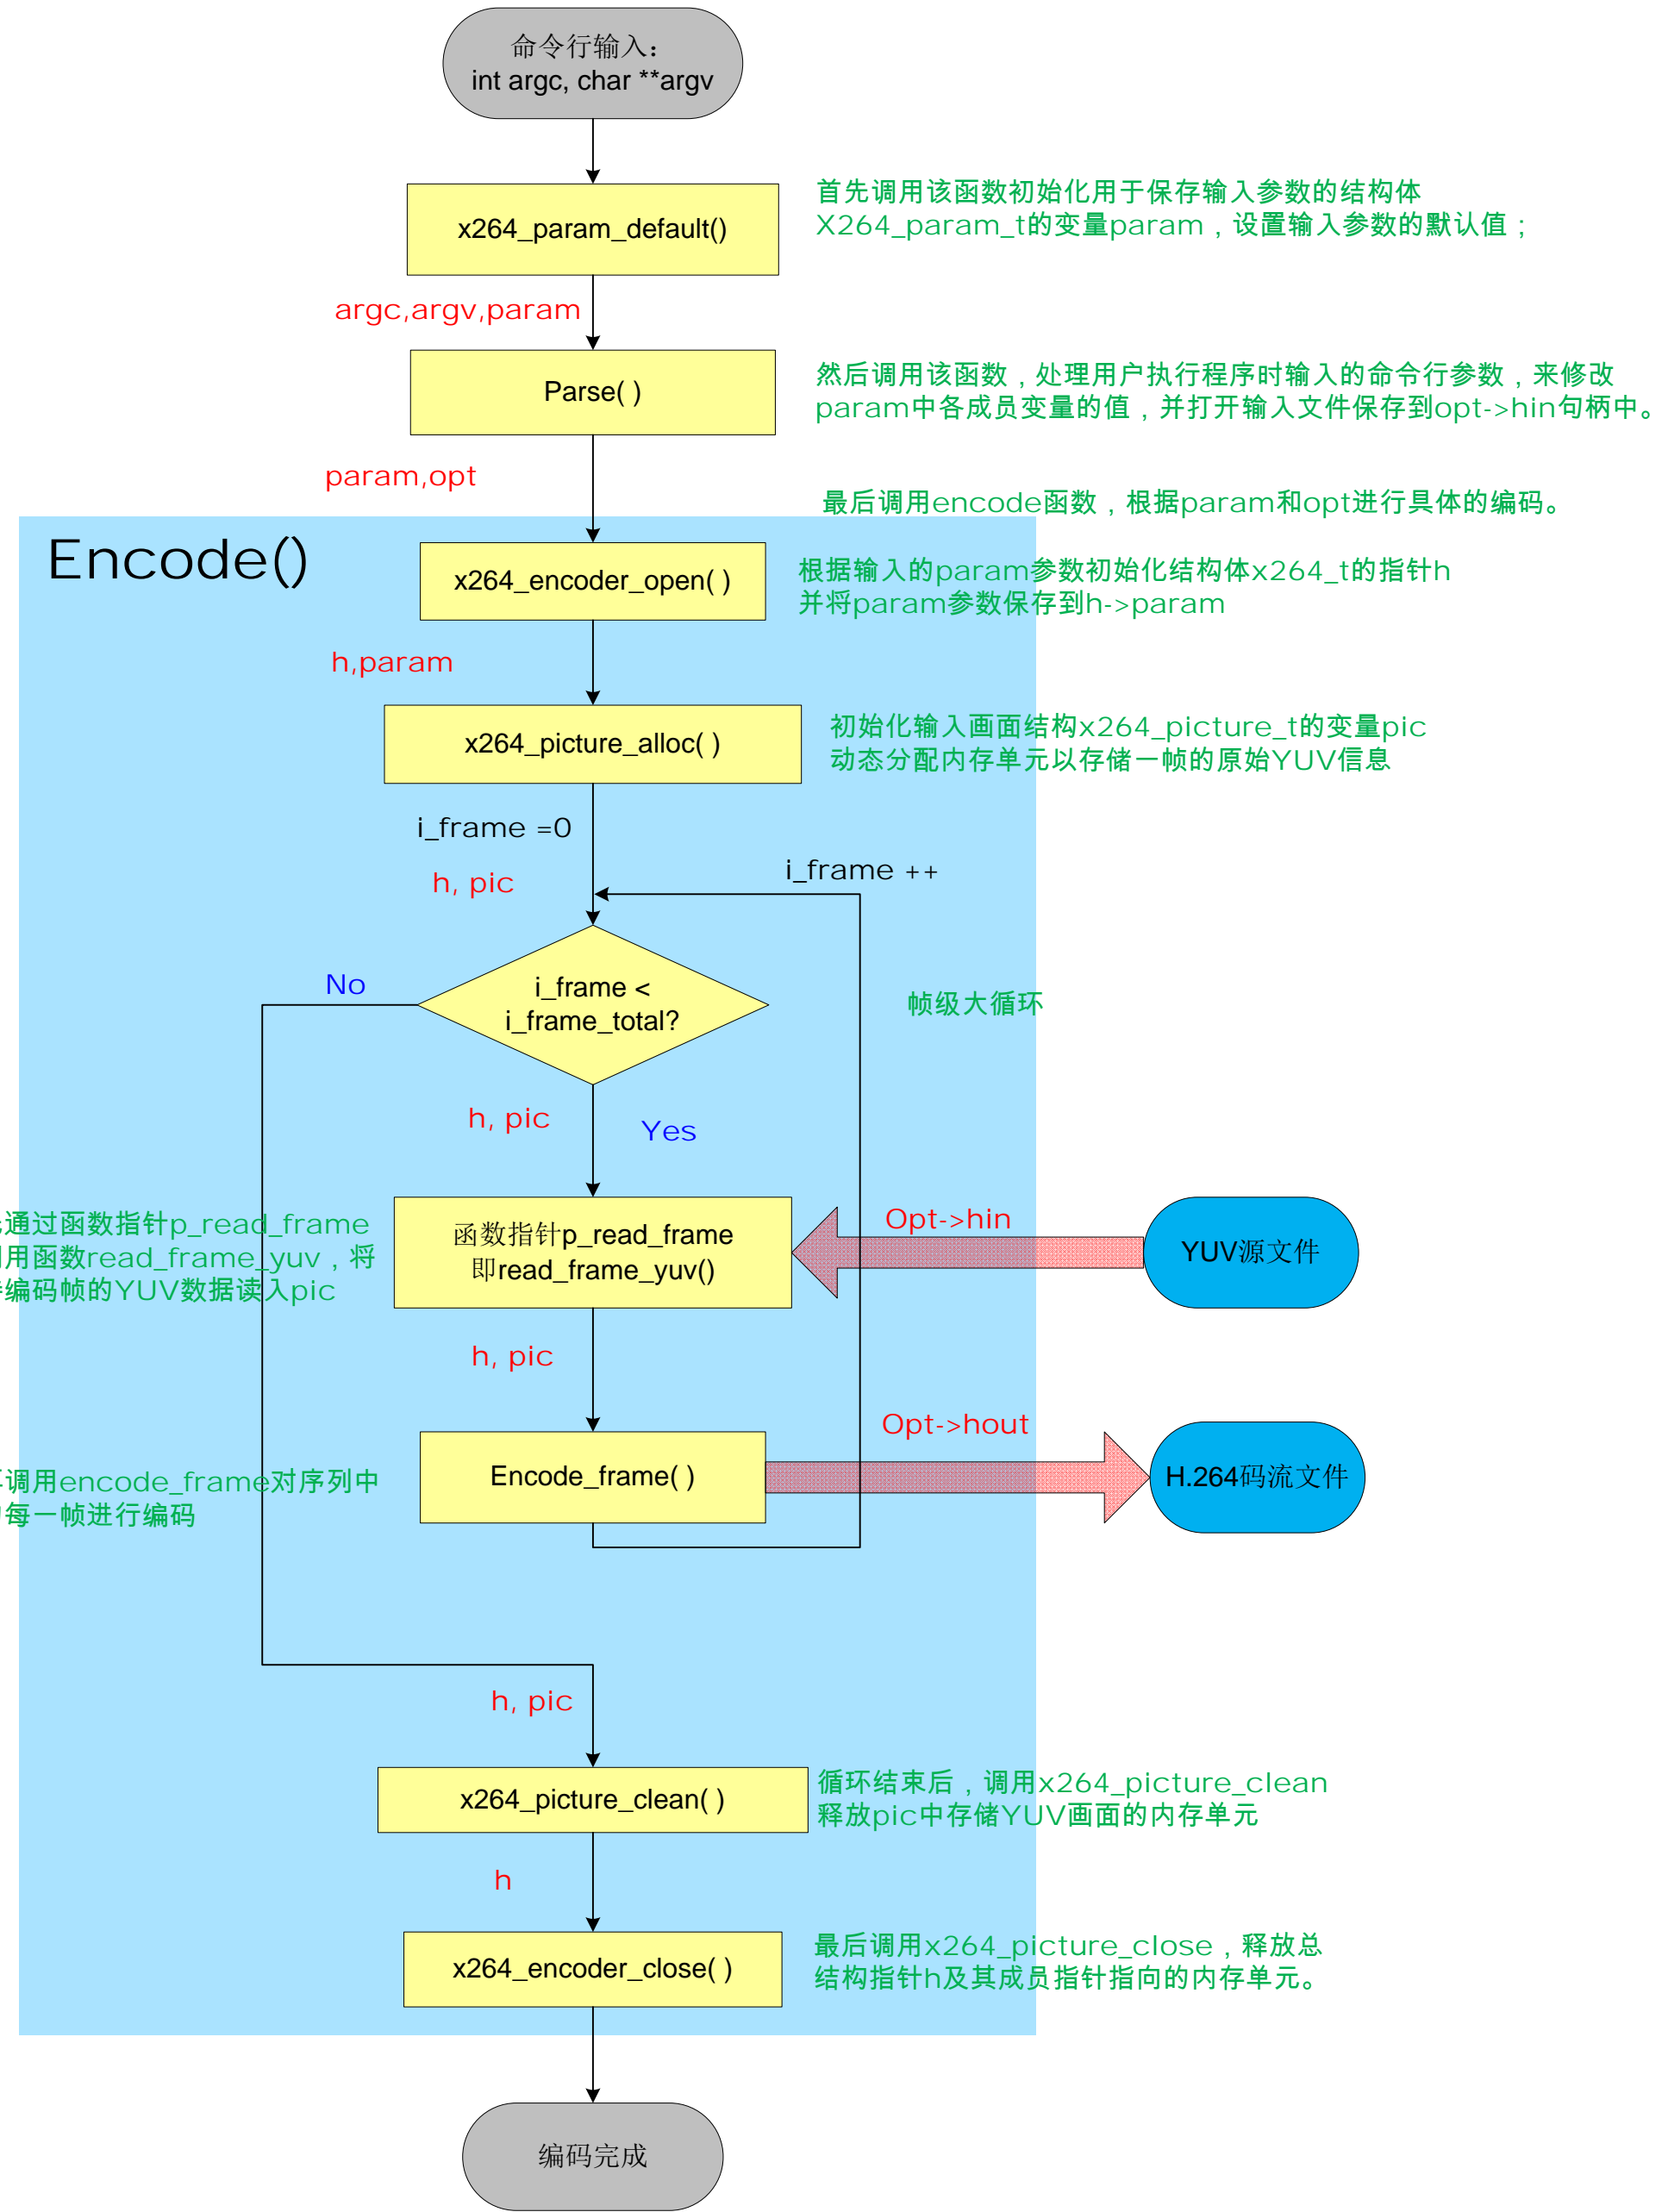 命令行输入：
int argc, char **argv
x264_param_default()
首先调用该函数初始化用于保存输入参数的结构体
X264_param_t的变量param，设置输入参数的默认值；
argc,argv,param
Parse( )
然后调用该函数，处理用户执行程序时输入的命令行参数，来修改
param中各成员变量的值，并打开输入文件保存到opt->hin句柄中。
param,opt
最后调用encode函数，根据param和opt进行具体的编码。
Encode()
x264_encoder_open( )
根据输入的param参数初始化结构体x264_t的指针h
并将param参数保存到h->param
h,param
x264_picture_alloc( )
初始化输入画面结构x264_picture_t的变量pic
动态分配内存单元以存储一帧的原始YUV信息
i_frame =0
i_frame ++
h, pic
No
i_frame <
i_frame_total?
帧级大循环
h, pic
Yes
通过函数指针p_read_frame
用函数read_frame_yuv，将
编码帧的YUV数据读入pic
函数指针p_read_frame
即read_frame_yuv()
Opt->hin
YUV源文件
h, pic
Opt->hout
调用encode_frame对序列中
每一帧进行编码
Encode_frame( )
H.264码流文件
h, pic
x264_picture_clean( )
循环结束后，调用x264_picture_clean
释放pic中存储YUV画面的内存单元
h
x264_encoder_close( )
最后调用x264_picture_close，释放总
结构指针h及其成员指针指向的内存单元。
编码完成